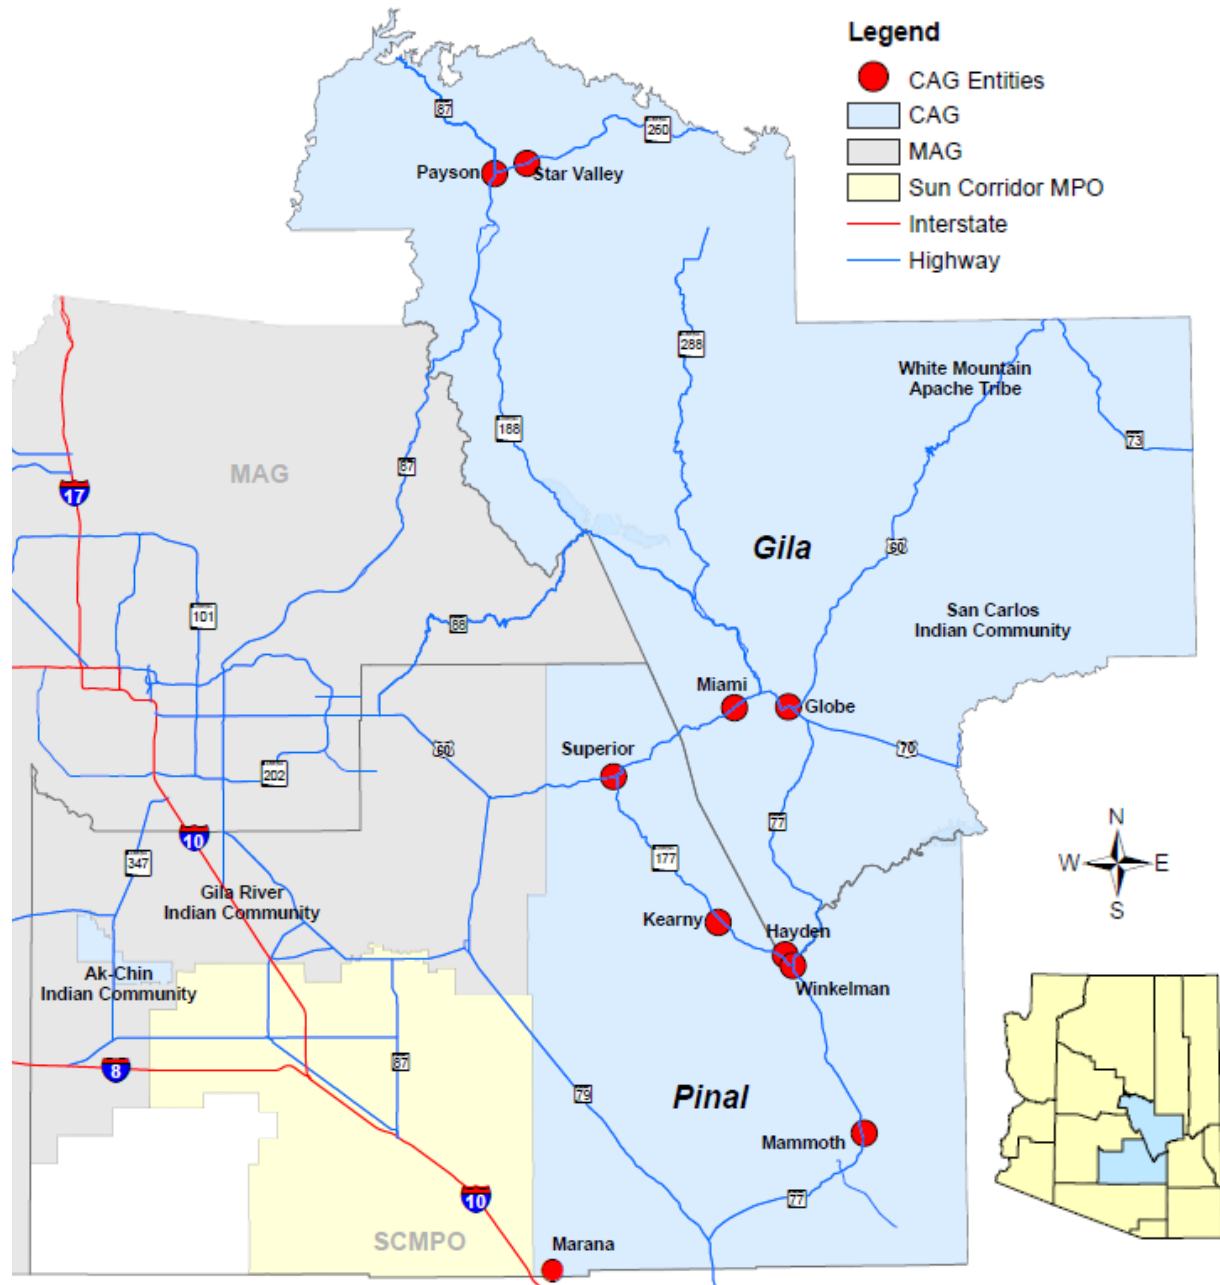 Legend
CAG Entities
CAG
MAG
Sun Corridor MPO
Interstate
Highway
87
260
Payson
Star Valley
288
White Mountain
Apache Tribe
188
73
87
MAG
17
Gila
60
101
88
San Carlos
Indian Community
Miami
Globe
Superior
60
70
202
77
N
W
E
S
10
347
177
Gila River
Indian Community
Kearny
Hayden
Ak-Chin
Indian Community
Winkelman
8
87
79
Pinal
Mammoth
77
10
SCMPO
Marana